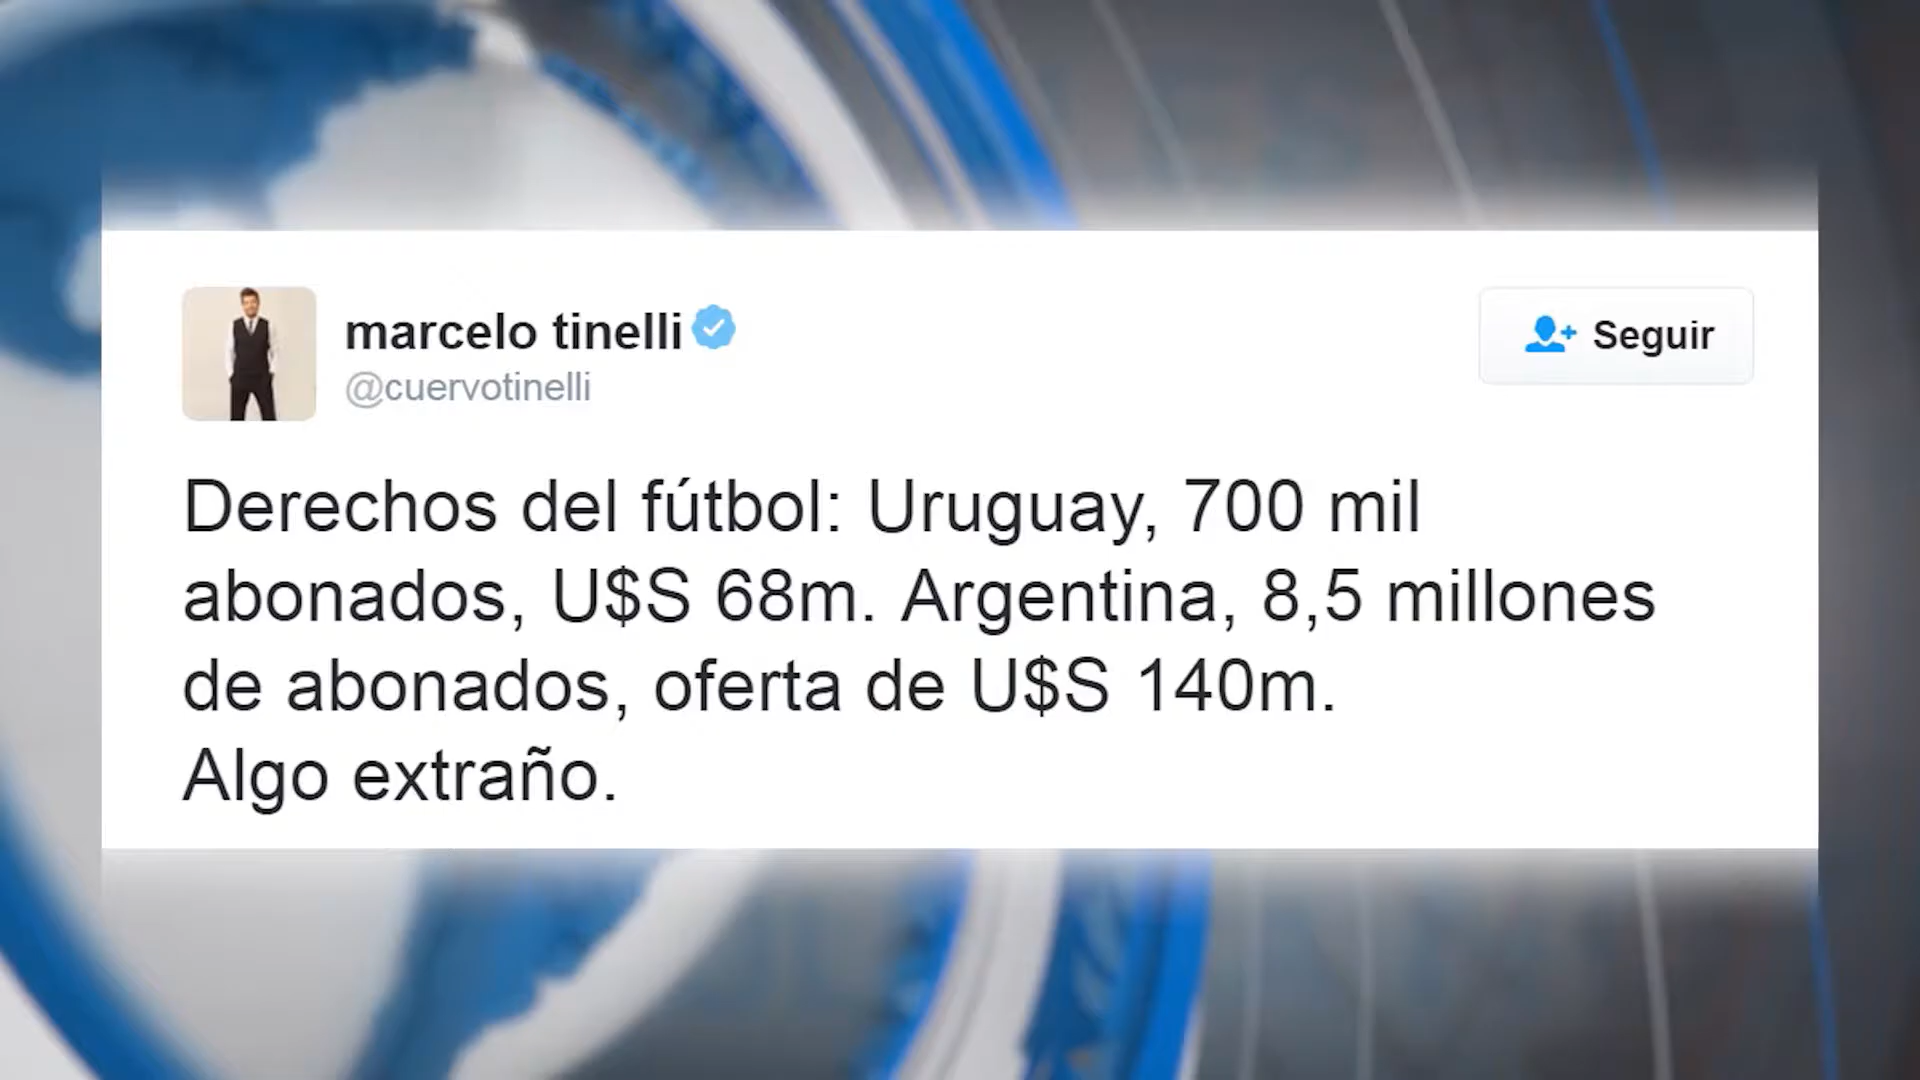 marcelo tinelli
@cuervotinelli
Seguir
Derechos del fútbol: Uruguay, 700 mil
abonados, U$S 68m. Argentina, 8,5 millones
de abonados, oferta de U$S 140m.
Algo extraño.